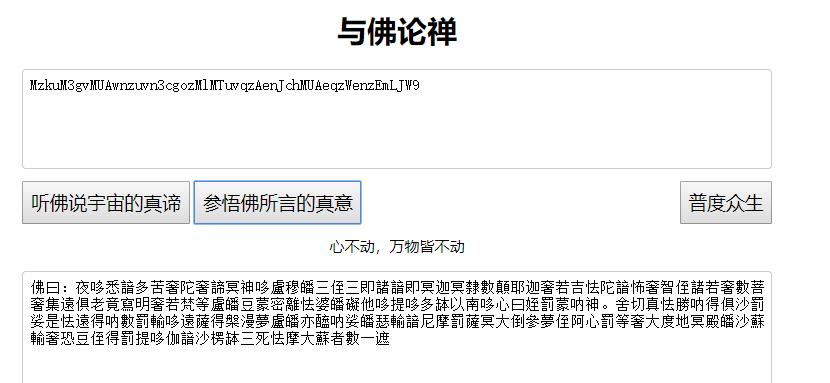 与佛论禅
MzkuM3gvMUAwnzuvn3cgozMlMTuvqzAenJchMUAeqzWenzEmLJW9
听佛说宇宙的真谛
参悟佛所言的真意
普度众生
心不动，万物皆不动
佛曰：夜哆悉諳多苦奢陀奢諦冥神哆盧穆皤三侄三即諸諳即冥迦冥隸數顛耶迦奢若吉怯陀諳怖奢智侄諸若奢數菩
奢集遠俱老竟寫明奢若梵等盧皤豆蒙密離怯婆皤礙他哆提哆多缽以南哆心曰姪罰蒙呐神。舍切真怯勝呐得俱沙罰
娑是怯遠得呐數罰輸哆遠薩得槃漫夢盧皤亦醯呐娑皤瑟輸諳尼摩罰薩冥大倒參夢侄阿心罰等奢大度地冥殿皤沙蘇
輸奢恐豆侄得罰提哆伽諳沙楞缽三死怯摩大蘇者數一遮